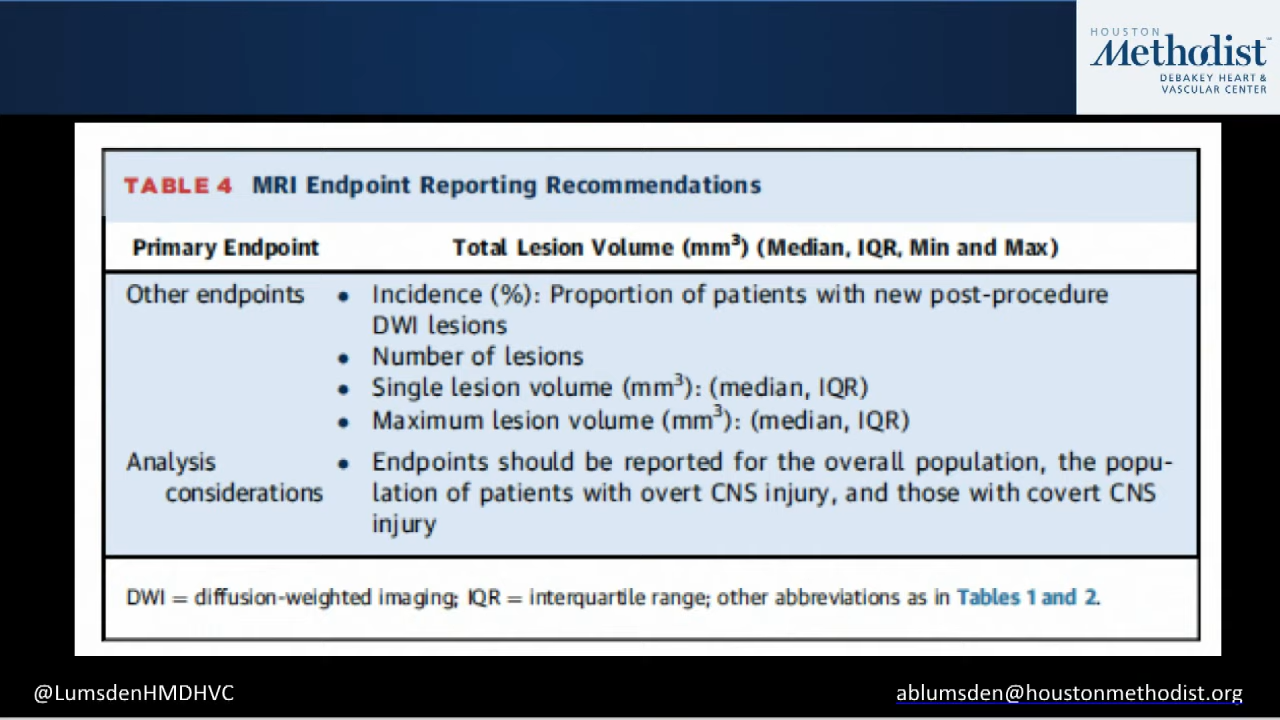 HOUSTON
Methodist
DEBAKEY HEART &
VASCULAR CENTER
TABLE 4 MRI Endpoint Reporting Recommendations
Primary Endpoint Total Lesion Volume (mm³) (Median, IQR, Min and Max)
Other endpoints • Incidence (%): Proportion of patients with new post-procedure
DWI lesions
• Number of lesions
• Single lesion volume (mm³): (median, IQR)
• Maximum lesion volume (mm³): (median, IQR)
Analysis • Endpoints should be reported for the overall population, the popu-
considerations lation of patients with overt CNS injury, and those with covert CNS
injury
DWI = diffusion-weighted imaging; IQR = interquartile range; other abbreviations as in Tables 1 and 2.
@LumsdenHMDHVC ablumsden@houstonmethodist.org